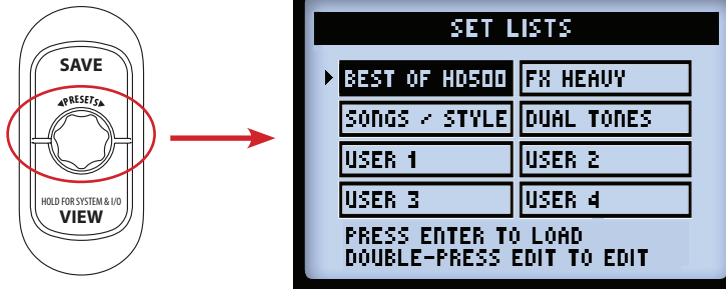 SAVE
◀PRESETS▶
HOLD FOR SYSTEM & I/O
VIEW
SET LISTS
BEST OF HD500 FX HEAVY
SONGS / STYLE DUAL TONES
USER 1 USER 2
USER 3 USER 4
PRESS ENTER TO LOAD
DOUBLE-PRESS EDIT TO EDIT